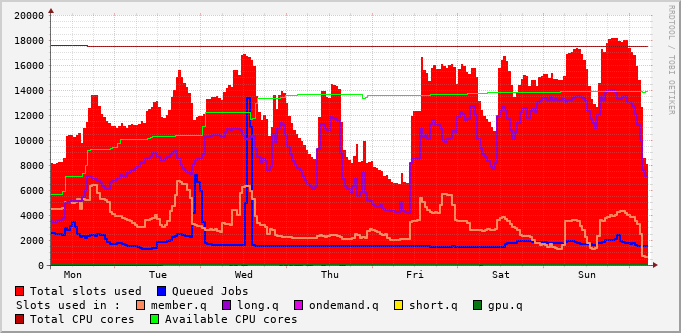 20000
18000
16000
14000
12000
10000
8000
6000
4000
2000
0
Mon Tue Wed Thu Fri Sat Sun
RRDTOOL / TOBI OETIKER
Total slots used Queued Jobs
Slots used in : member.q long.q ondemand.q short.q gpu.q
Total CPU cores Available CPU cores